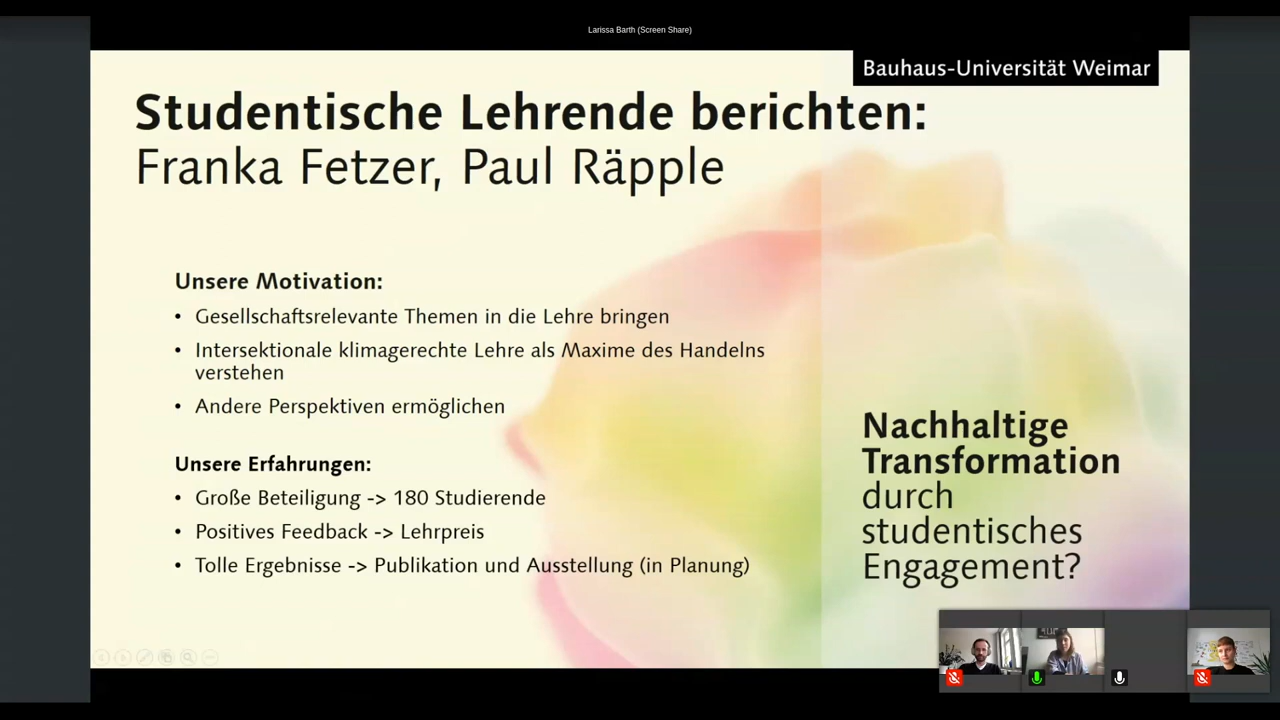 Larissa Barth (Screen Share)
Bauhaus-Universität Weimar
Studentische Lehrende berichten:
Franka Fetzer, Paul Räpple
Unsere Motivation:
• Gesellschaftsrelevante Themen in die Lehre bringen
• Intersektionale klimagerechte Lehre als Maxime des Handelns
verstehen
• Andere Perspektiven ermöglichen
Unsere Erfahrungen:
• Große Beteiligung -> 180 Studierende
• Positives Feedback -> Lehrpreis
• Tolle Ergebnisse -> Publikation und Ausstellung (in Planung)
Nachhaltige
Transformation
durch
studentisches
Engagement?